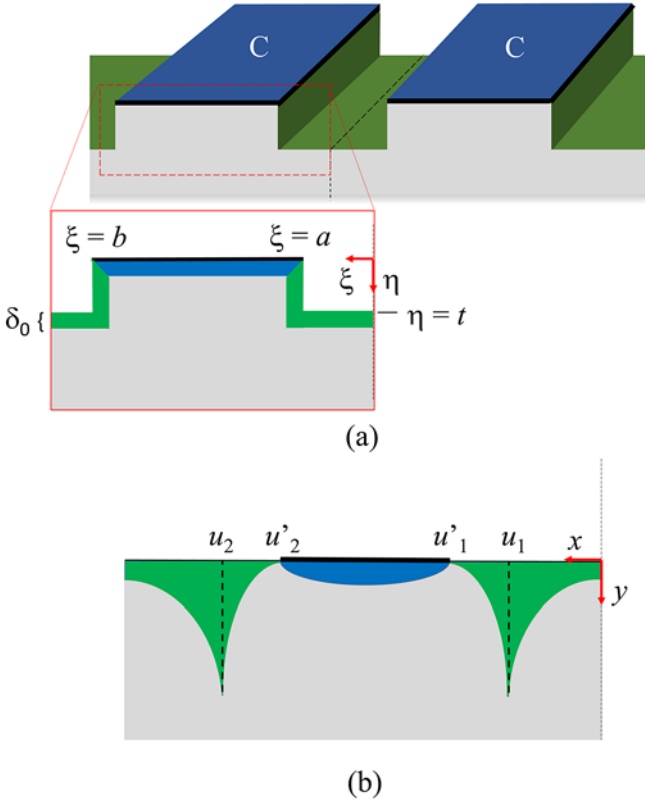 C C
ξ = b ξ = a
ξ η
δ₀ { η = t
(a)
u₂ u'₂ u'₁ u₁ x
y
(b)